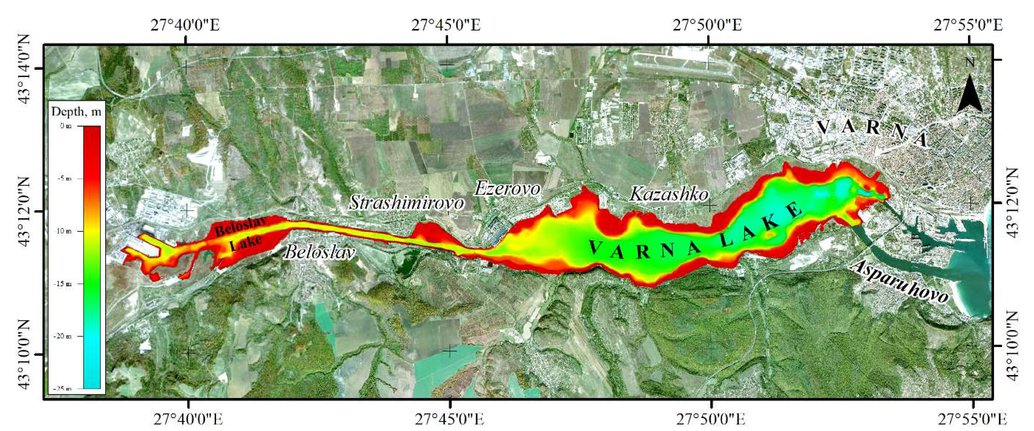 27°40'0"E 27°45'0"E 27°50'0"E 27°55'0"E
43°14'0"N
43°14'0"N
N
Depth, m
0 m
-5 m
-10 m
-15 m
-20 m
-25 m
VARNA
Ezerovo
Kazashko
Strashimirovo
43°12'0"N
43°12'0"N
Beloslav
Lake
VARNA LAKE
Beloslav
Asparuhovo
43°10'0"N
43°10'0"N
27°40'0"E 27°45'0"E 27°50'0"E 27°55'0"E